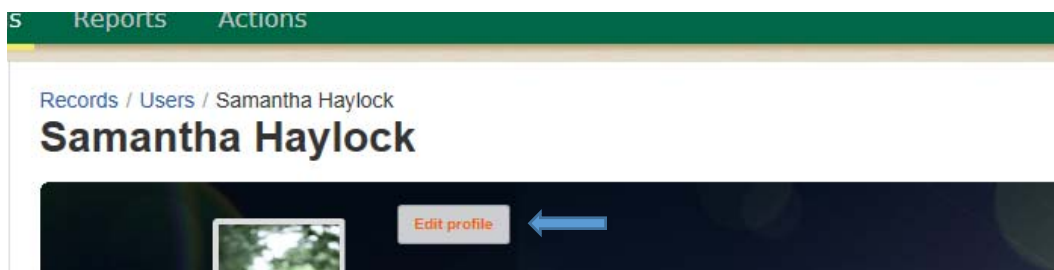 s Reports Actions
Records / Users / Samantha Haylock
Samantha Haylock
Edit profile